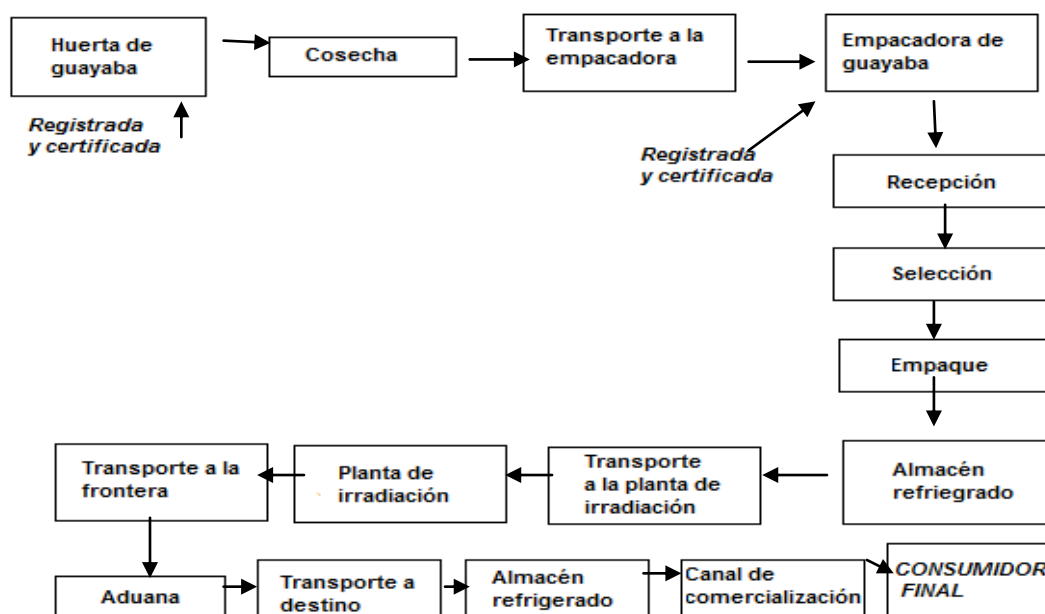 Huerta de
guayaba
Cosecha
Transporte a la
empacadora
Empacadora de
guayaba
Registrada
y certificada
Registrada
y certificada
Recepción
Selección
Empaque
Almacén
refriegrado
Transporte
a la planta de
irradiación
Planta de
irradiación
Transporte a la
frontera
Aduana
Transporte a
destino
Almacén
refrigerado
Canal de
comercialización
CONSUMIDOR
FINAL